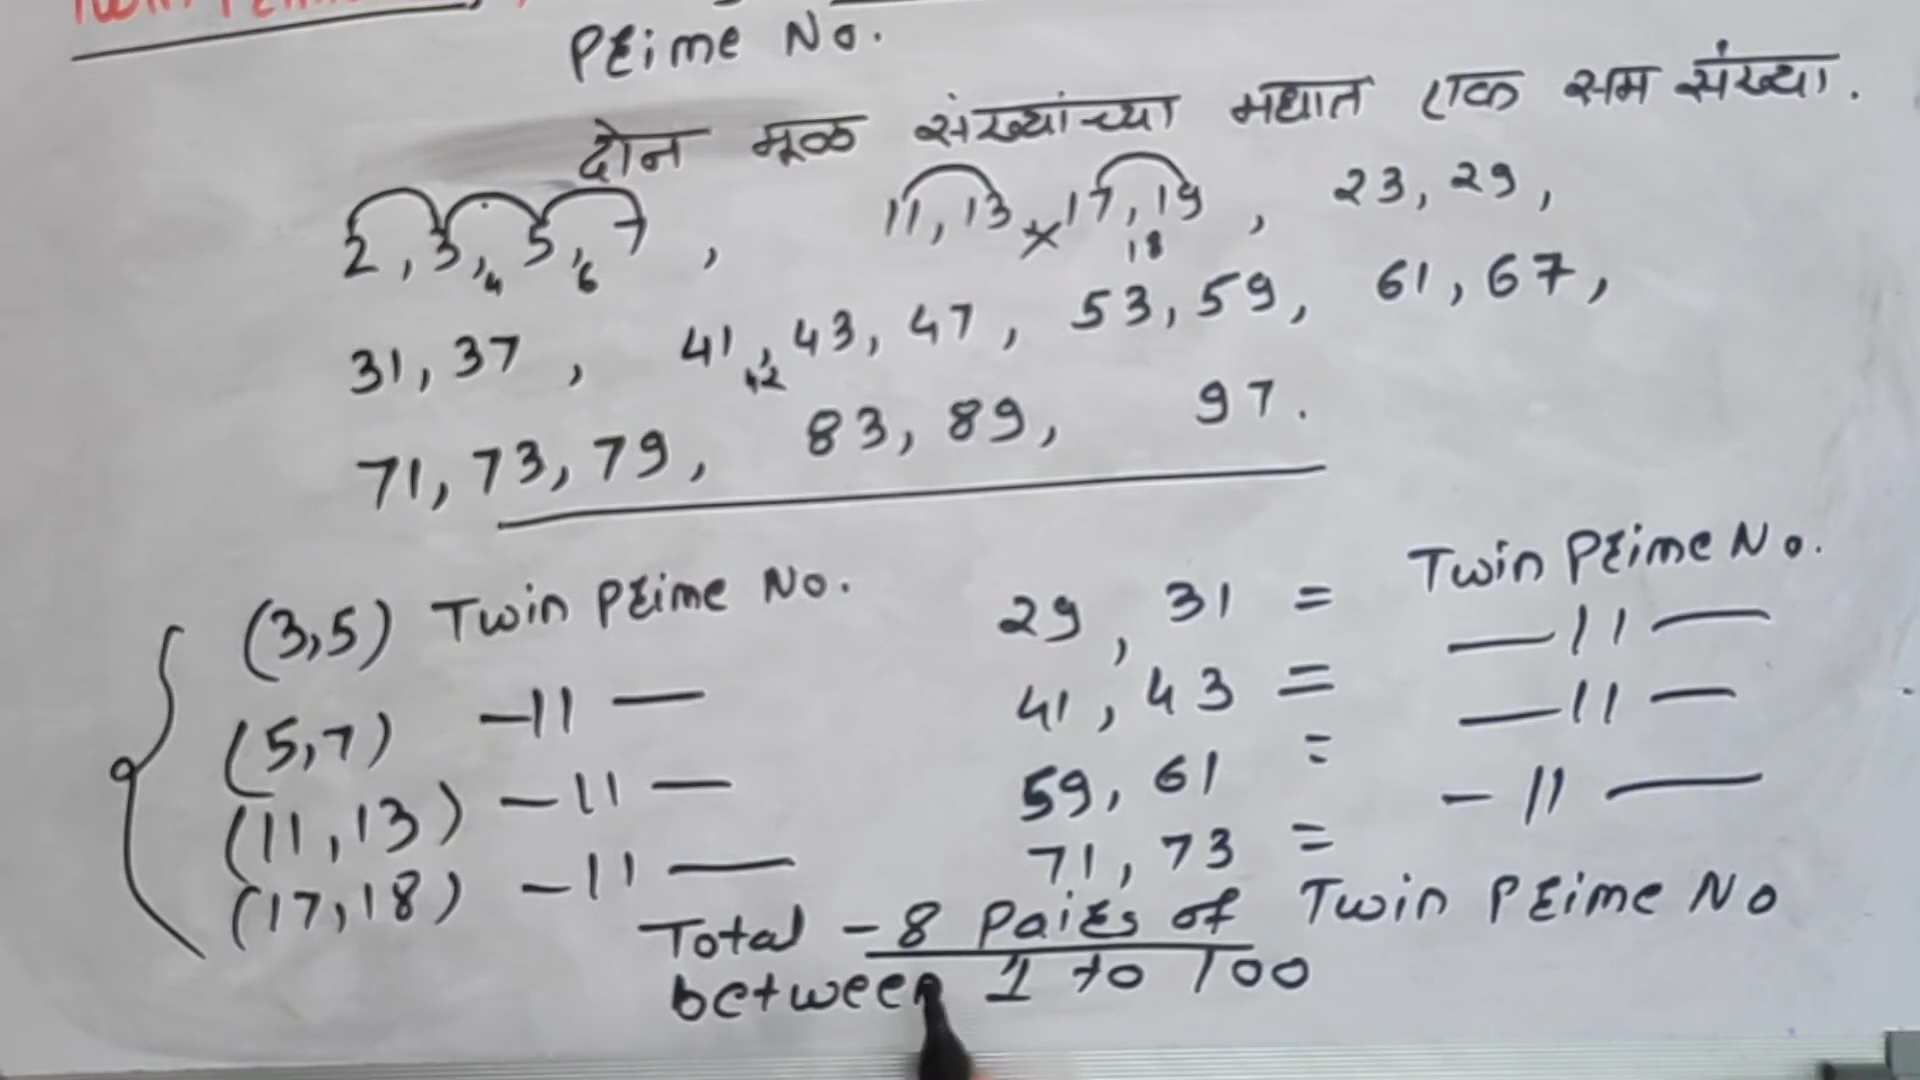 Prime No.
दोन मूळ संख्यांच्या मधात एक सम संख्या.
2, 3, 5, 7, 11, 13 × 17, 19, 23, 29,
4 6 18
31, 37, 41, 43, 47, 53, 59, 61, 67,
42
71, 73, 79, 83, 89, 97.
(3,5) Twin Prime No. 29, 31 = Twin Prime No.
(5,7) —11— 41, 43 = —11—
(11,13) —11— 59, 61 = —11—
(17,18) —11— 71, 73 = —11—
Total - 8 Pairs of Twin Prime No
between 1 to 100